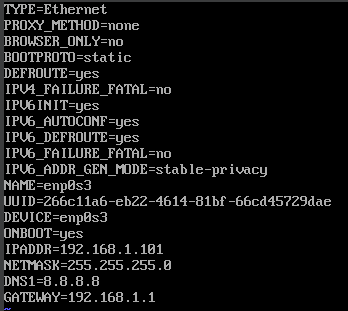 TYPE=Ethernet
PROXY_METHOD=none
BROWSER_ONLY=no
BOOTPROTO=static
DEFROUTE=yes
IPV4_FAILURE_FATAL=no
IPV6INIT=yes
IPV6_AUTOCONF=yes
IPV6_DEFROUTE=yes
IPV6_FAILURE_FATAL=no
IPV6_ADDR_GEN_MODE=stable-privacy
NAME=enp0s3
UUID=266c11a6-eb22-4614-81bf-66cd45729dae
DEVICE=enp0s3
ONBOOT=yes
IPADDR=192.168.1.101
NETMASK=255.255.255.0
DNS1=8.8.8.8
GATEWAY=192.168.1.1
~